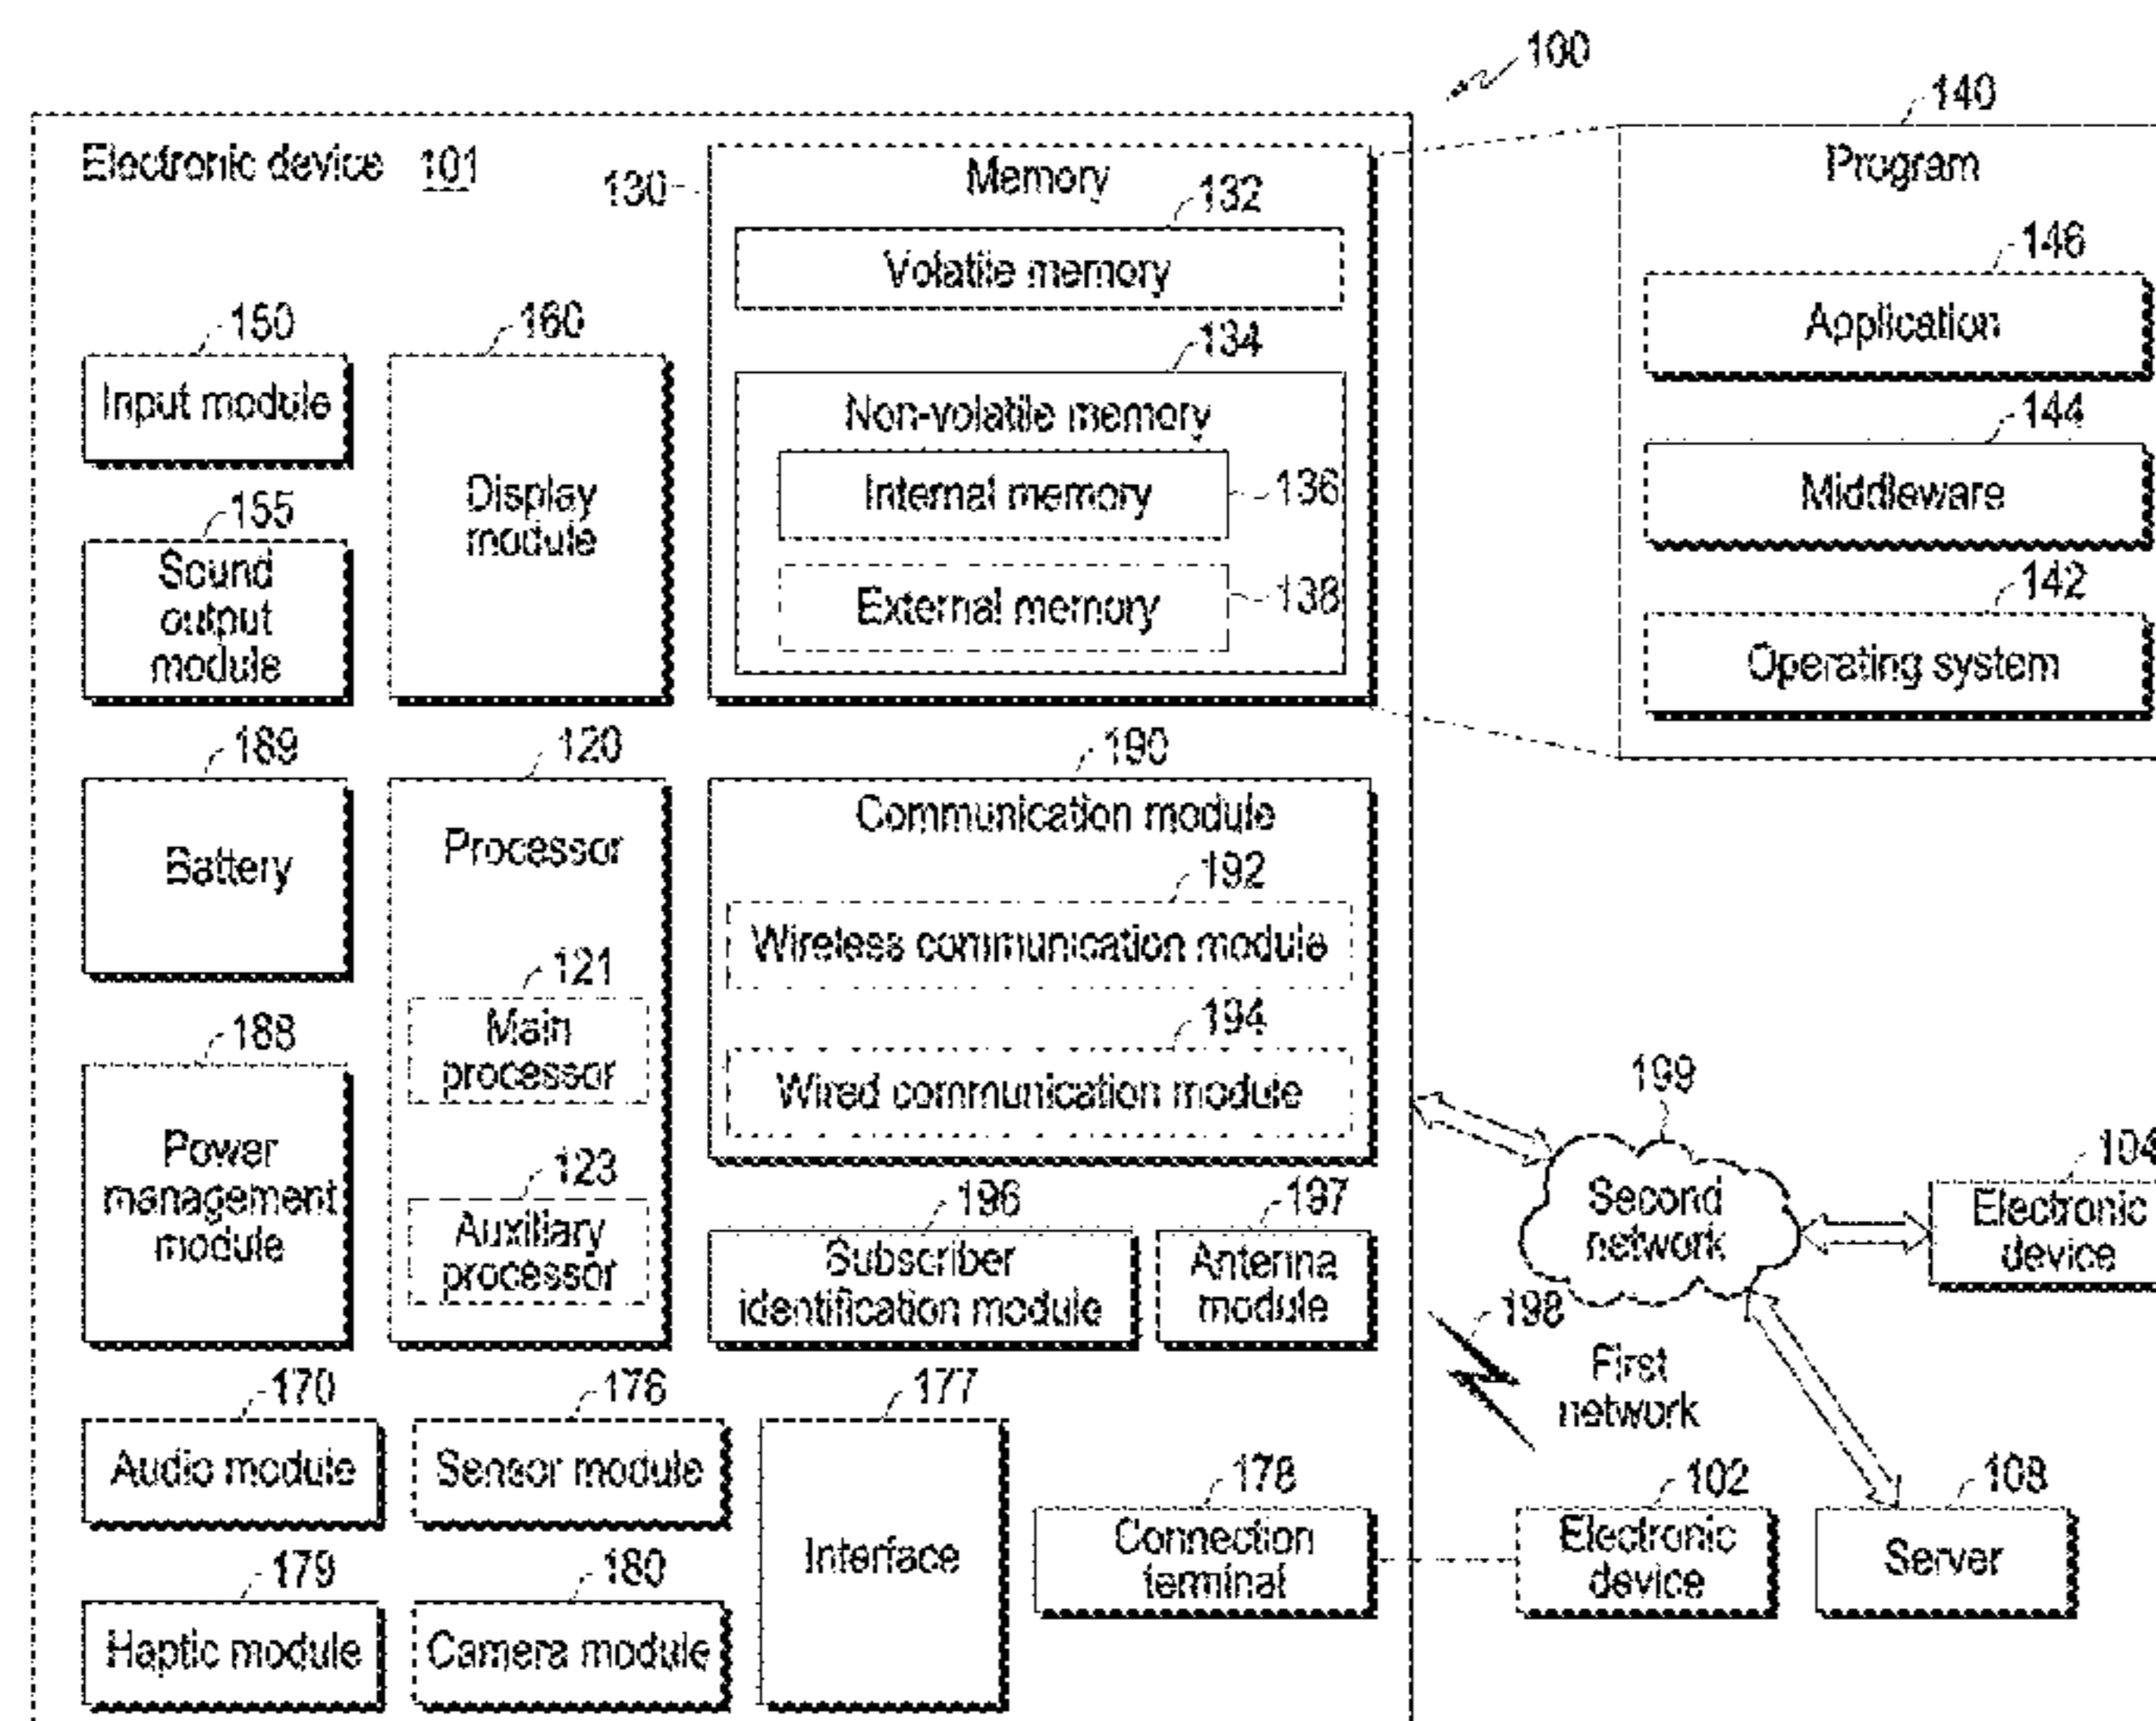 100
Electronic device 101
130
Memory
132
Volatile memory
134
Non-volatile memory
Internal memory 136
External memory 138
140
Program
146
Application
144
Middleware
142
Operating system
150
Input module
155
Sound
output
module
160
Display
module
189
Battery
188
Power
management
module
120
Processor
121
Main
processor
123
Auxiliary
processor
190
Communication module
192
Wireless communication module
194
Wired communication module
196
Subscriber
identification module
197
Antenna
module
170
Audio module
176
Sensor module
177
Interface
178
Connection
terminal
179
Haptic module
180
Camera module
199
Second
network
104
Electronic
device
198
First
network
102
Electronic
device
108
Server